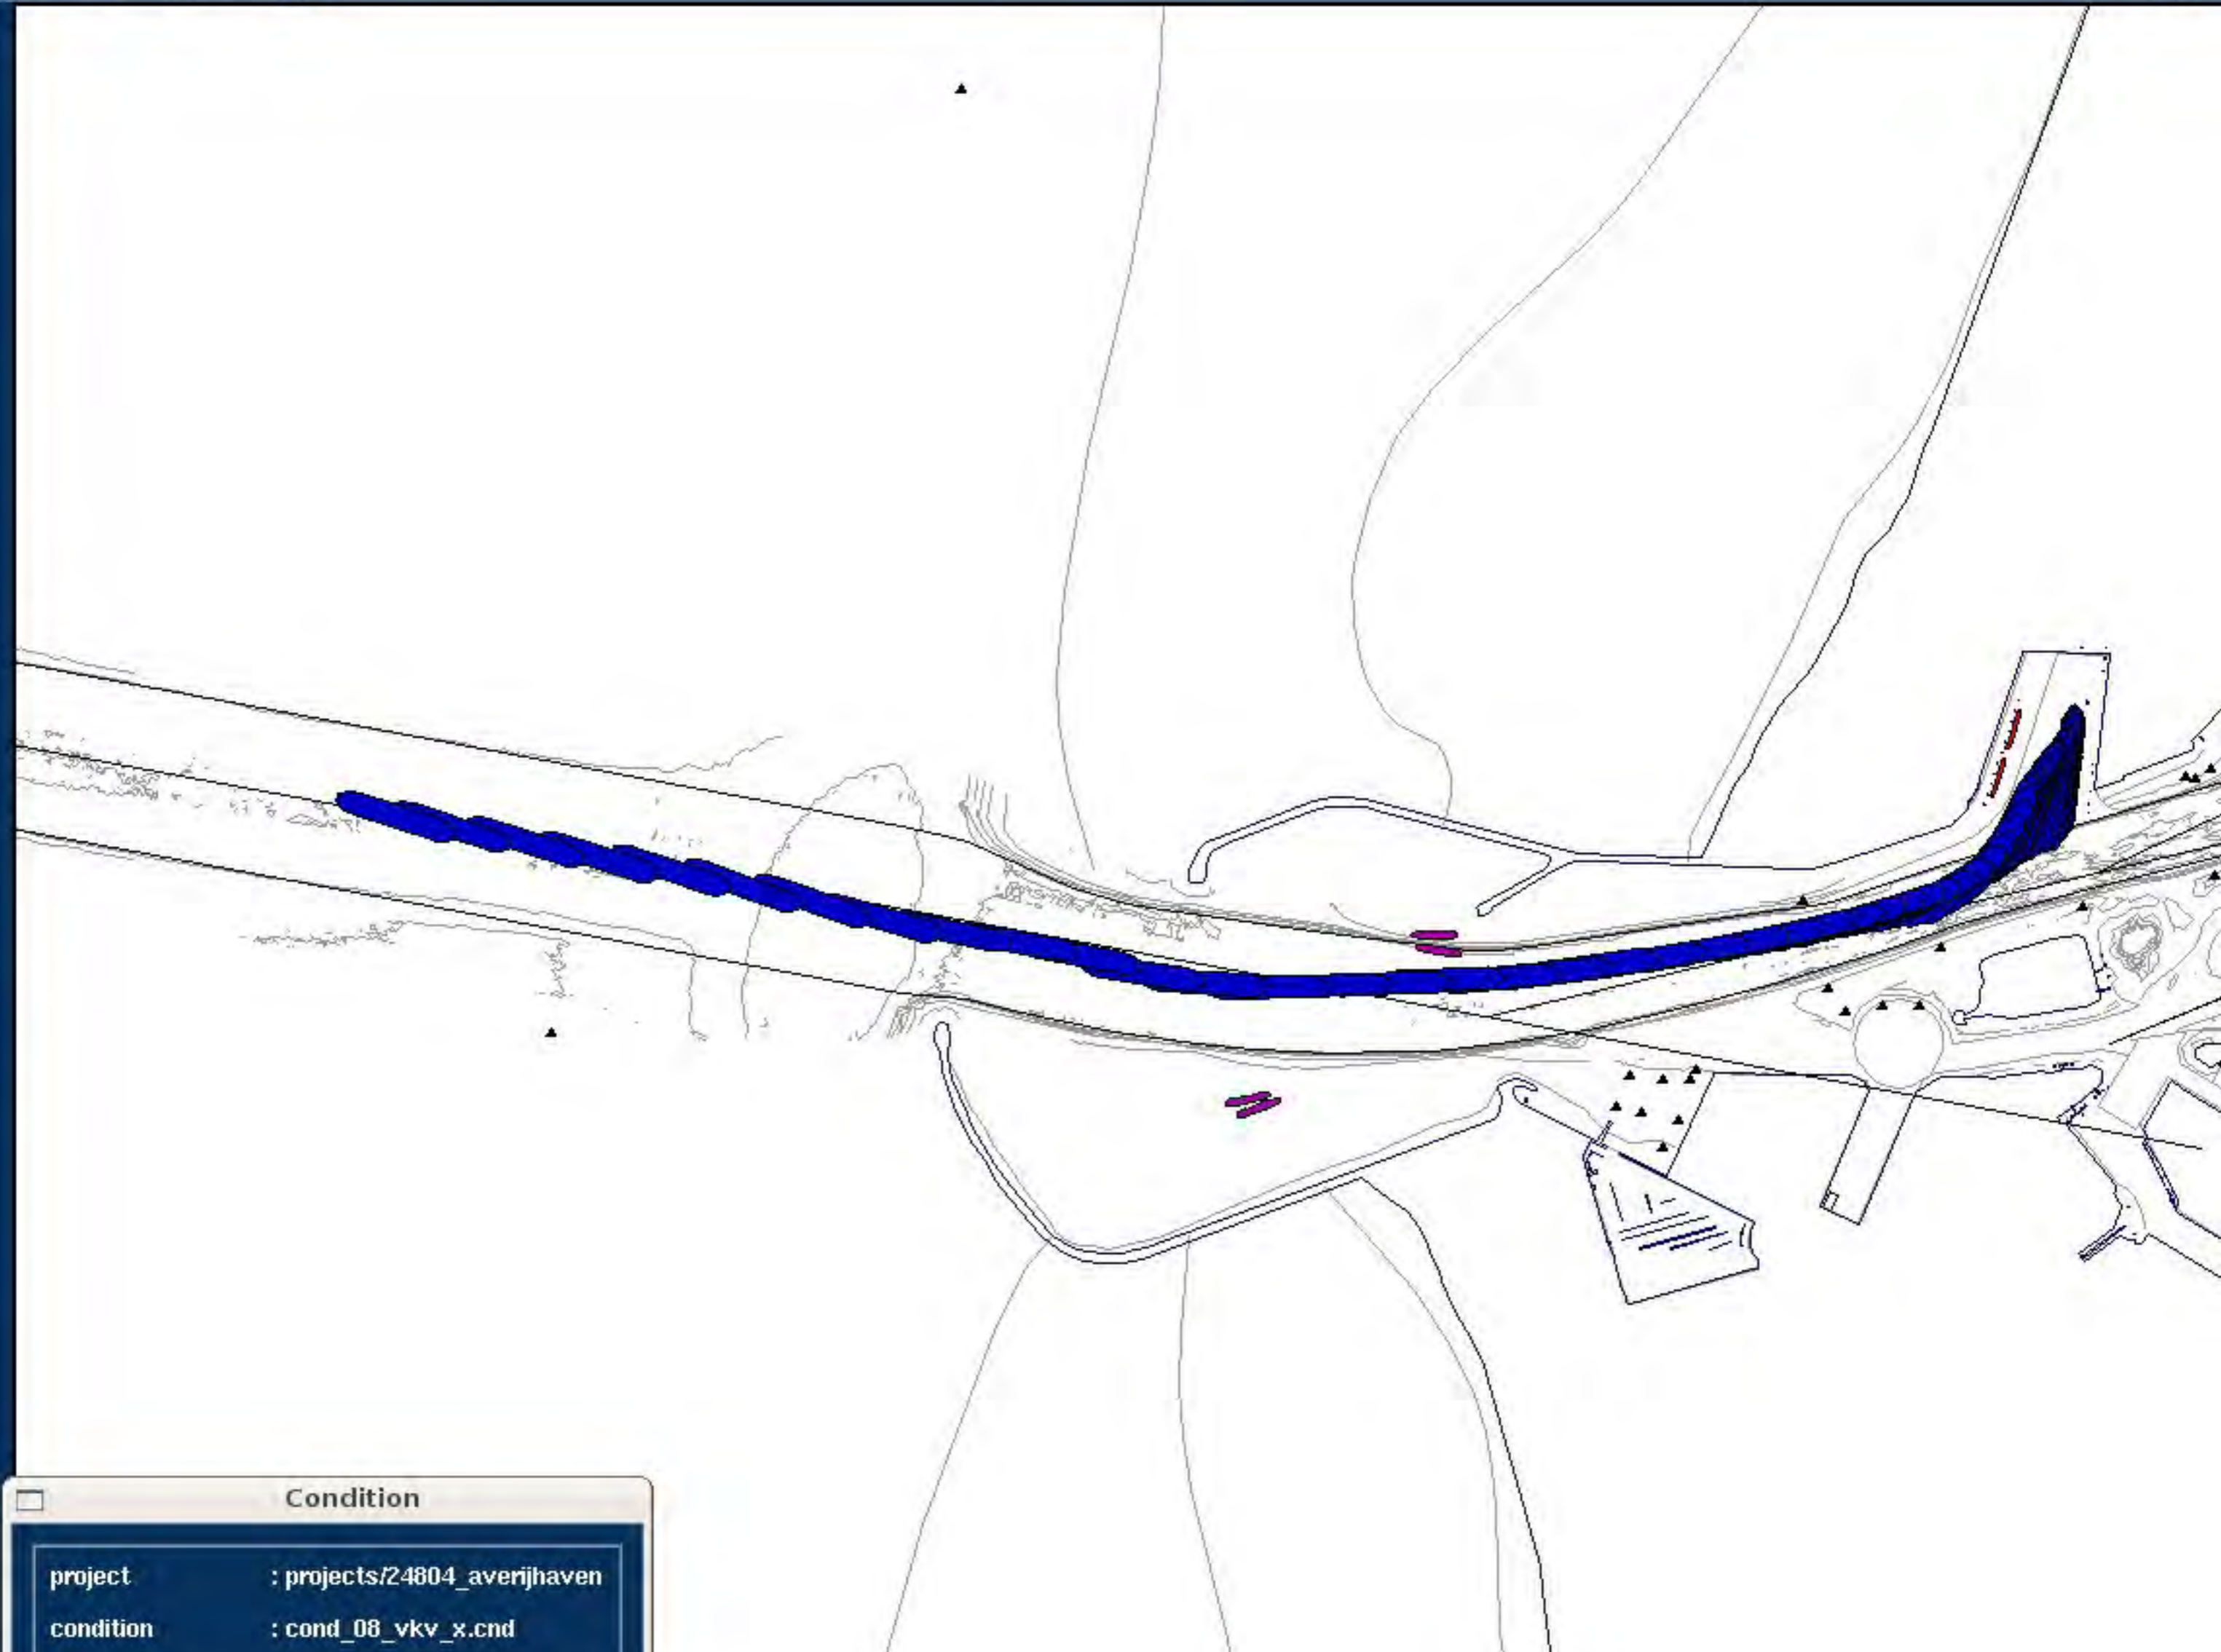 Condition
project : projects/24804_averijhaven
condition : cond_08_vkv_x.cnd